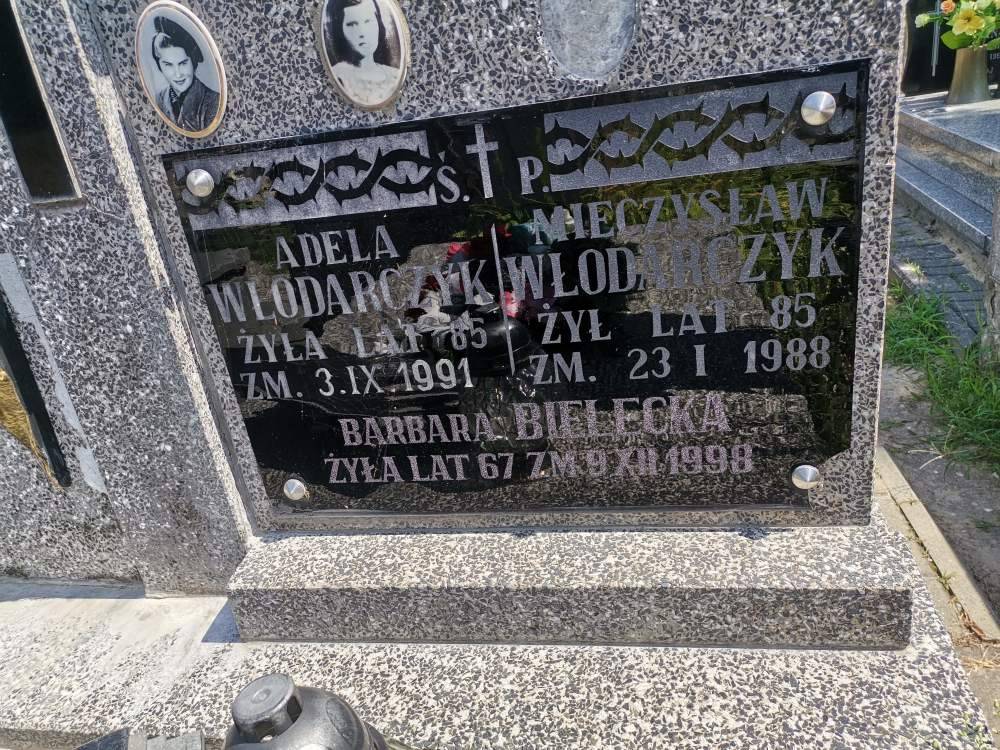 Ś. P.
ADELA
WŁODARCZYK
ŻYŁA LAT 85
ZM. 3.IX.1991
MIECZYSŁAW
WŁODARCZYK
ŻYŁ LAT 85
ZM. 23 I 1988
BARBARA BIELECKA
ŻYŁA LAT 67 ZM 9 XII 1998